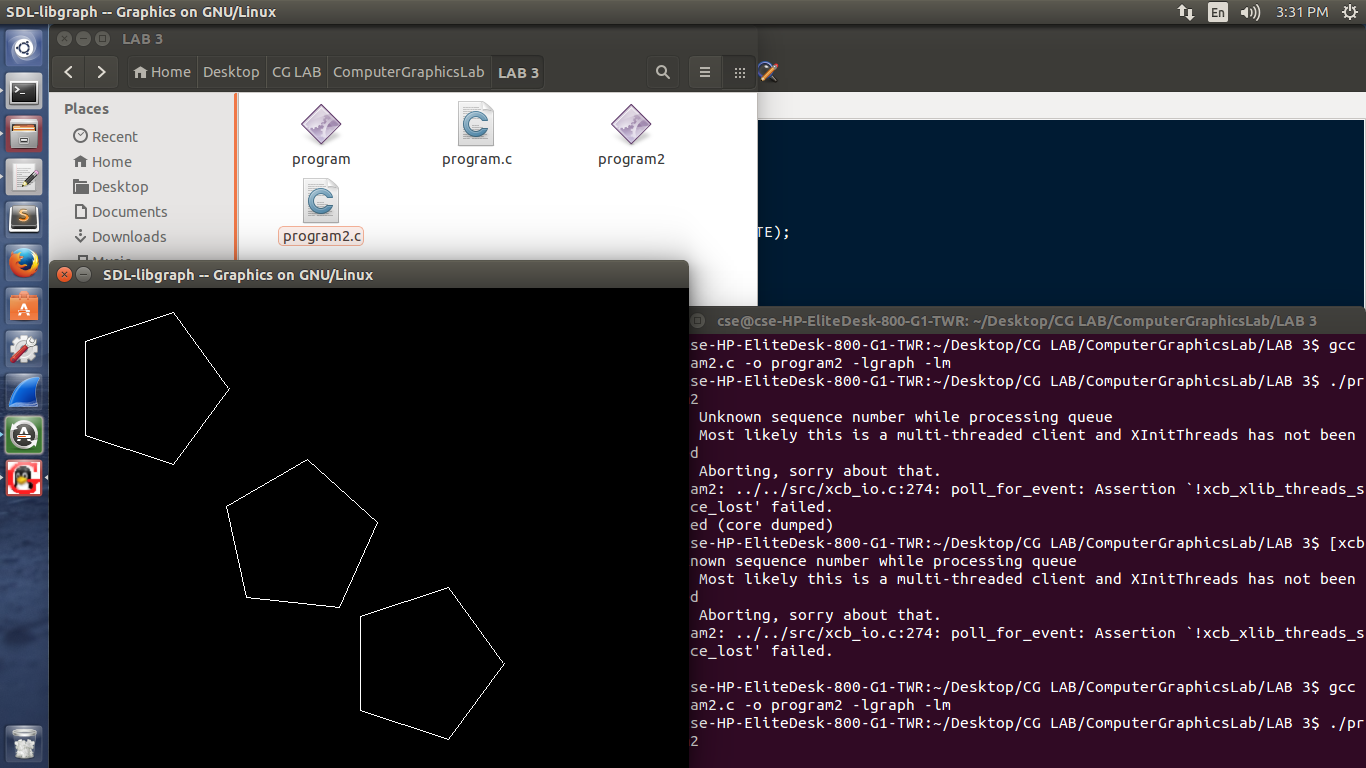 SDL-libgraph -- Graphics on GNU/Linux
En
3:31 PM
LAB 3
Home
Desktop
CG LAB
ComputerGraphicsLab
LAB 3
Places
Recent
Home
Desktop
Documents
Downloads
program
program.c
program2
program2.c
TE);
SDL-libgraph -- Graphics on GNU/Linux
cse@cse-HP-EliteDesk-800-G1-TWR: ~/Desktop/CG LAB/ComputerGraphicsLab/LAB 3
se-HP-EliteDesk-800-G1-TWR:~/Desktop/CG LAB/ComputerGraphicsLab/LAB 3$ gcc
am2.c -o program2 -lgraph -lm
se-HP-EliteDesk-800-G1-TWR:~/Desktop/CG LAB/ComputerGraphicsLab/LAB 3$ ./pr
2
Unknown sequence number while processing queue
Most likely this is a multi-threaded client and XInitThreads has not been
d
Aborting, sorry about that.
am2: ../../src/xcb_io.c:274: poll_for_event: Assertion `!xcb_xlib_threads_s
ce_lost' failed.
ed (core dumped)
se-HP-EliteDesk-800-G1-TWR:~/Desktop/CG LAB/ComputerGraphicsLab/LAB 3$ [xcb
nown sequence number while processing queue
Most likely this is a multi-threaded client and XInitThreads has not been
d
Aborting, sorry about that.
am2: ../../src/xcb_io.c:274: poll_for_event: Assertion `!xcb_xlib_threads_s
ce_lost' failed.
se-HP-EliteDesk-800-G1-TWR:~/Desktop/CG LAB/ComputerGraphicsLab/LAB 3$ gcc
am2.c -o program2 -lgraph -lm
se-HP-EliteDesk-800-G1-TWR:~/Desktop/CG LAB/ComputerGraphicsLab/LAB 3$ ./pr
2